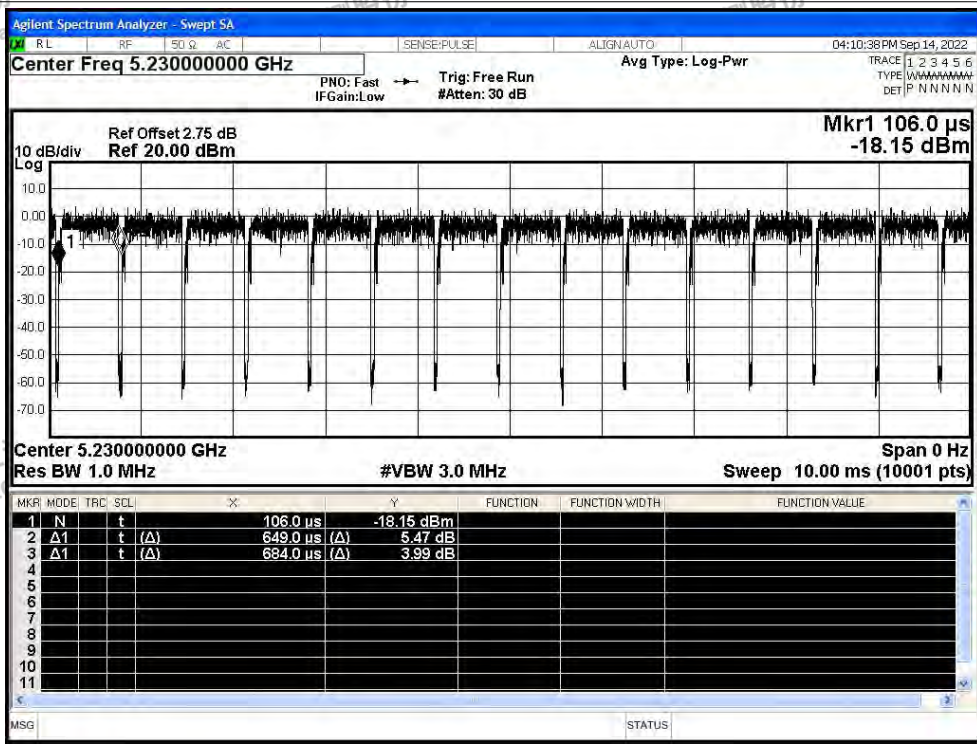 Agilent Spectrum Analyzer - Swept SA
LXI RL RF 50 Ω AC SENSE:PULSE ALIGN AUTO 04:10:38 PM Sep 14, 2022
Center Freq 5.230000000 GHz
PNO: Fast
IFGain:Low
Trig: Free Run
#Atten: 30 dB
Avg Type: Log-Pwr
TRACE 1 2 3 4 5 6
TYPE WWWWWW
DET P N N N N N
Ref Offset 2.75 dB
10 dB/div Ref 20.00 dBm
Log
Mkr1 106.0 µs
-18.15 dBm
10.0
0.00
-10.0
-20.0
-30.0
-40.0
-50.0
-60.0
-70.0
1
Center 5.230000000 GHz Span 0 Hz
Res BW 1.0 MHz #VBW 3.0 MHz Sweep 10.00 ms (10001 pts)
MKR MODE TRC SCL X Y FUNCTION FUNCTION WIDTH FUNCTION VALUE
1 N t 106.0 µs -18.15 dBm
2 Δ1 t (Δ) 649.0 µs (Δ) 5.47 dB
3 Δ1 t (Δ) 684.0 µs (Δ) 3.99 dB
4
5
6
7
8
9
10
11
MSG STATUS